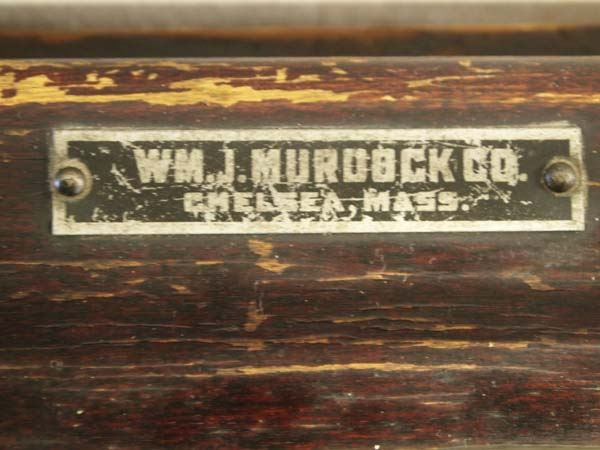 WM. J. MURDOCK CO.
CHELSEA, MASS.